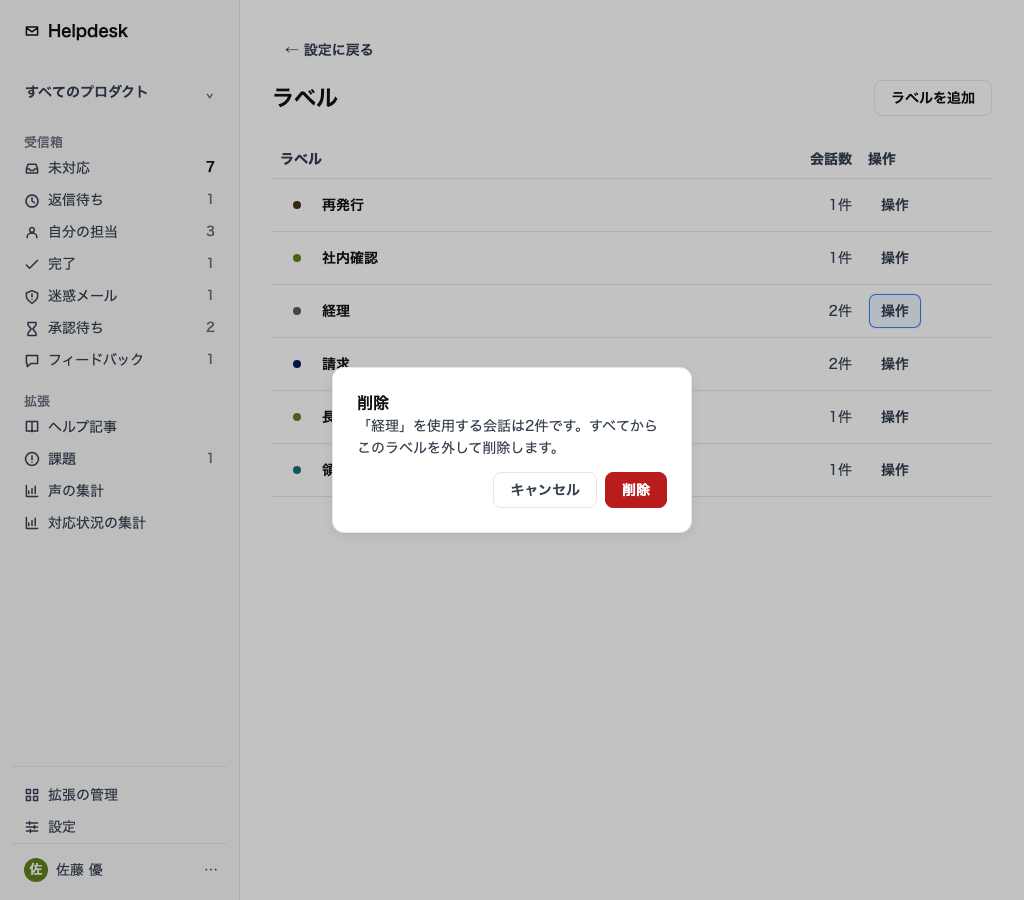 Helpdesk
すべてのプロダクト
受信箱
未対応 7
返信待ち 1
自分の担当 3
完了 1
迷惑メール 1
承認待ち 2
フィードバック 1
拡張
ヘルプ記事
課題 1
声の集計
対応状況の集計
拡張の管理
設定
佐 佐藤 優 …
← 設定に戻る
ラベル
ラベルを追加
ラベル 会話数 操作
再発行 1件 操作
社内確認 1件 操作
経理 2件 操作
請求 2件 操作
1件 操作
1件 操作
削除
「経理」を使用する会話は2件です。すべてから
このラベルを外して削除します。
キャンセル 削除